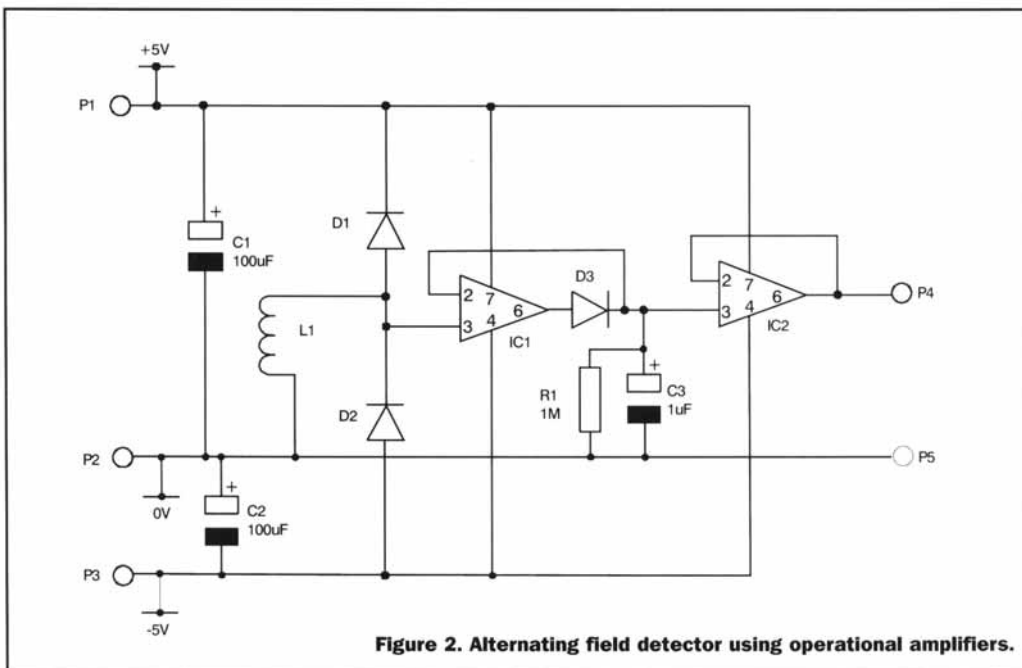 +5V
P1
D1
+
C1
100uF
L1
D2
2
3
7
4
6
IC1
D3
2
3
7
4
6
IC2
P4
R1
1M
+
C3
1uF
P2
0V
+
C2
100uF
P5
P3
-5V
Figure 2. Alternating field detector using operational amplifiers.